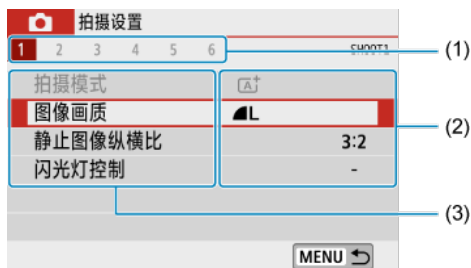 拍摄设置
1 2 3 4 5 6 SHOOT1
拍摄模式 A+
图像画质 L
静止图像纵横比 3:2
闪光灯控制 -
MENU
(1)
(2)
(3)